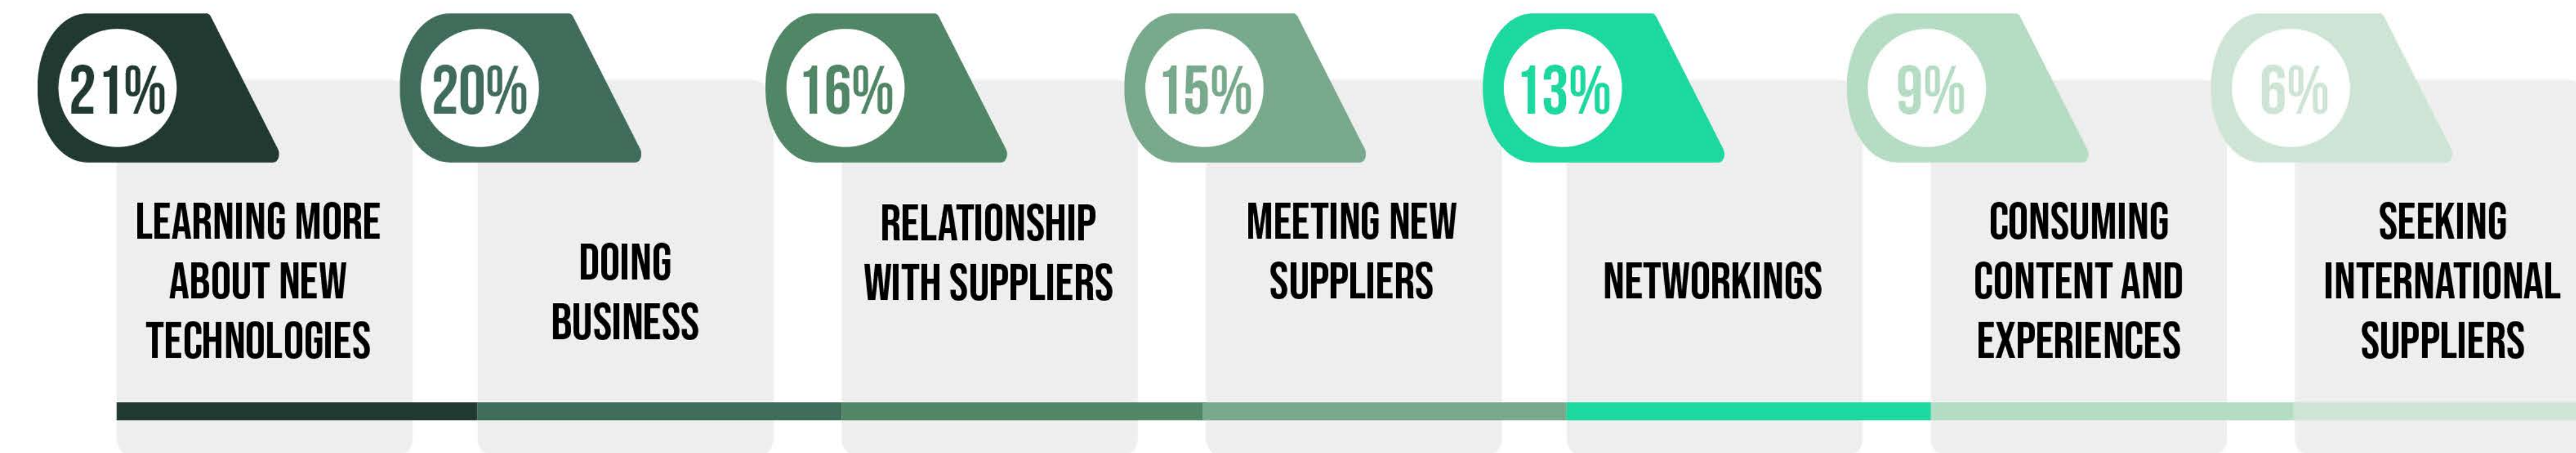 21%
LEARNING MORE
ABOUT NEW
TECHNOLOGIES
20%
DOING
BUSINESS
16%
RELATIONSHIP
WITH SUPPLIERS
15%
MEETING NEW
SUPPLIERS
13%
NETWORKINGS
9%
CONSUMING
CONTENT AND
EXPERIENCES
6%
SEEKING
INTERNATIONAL
SUPPLIERS